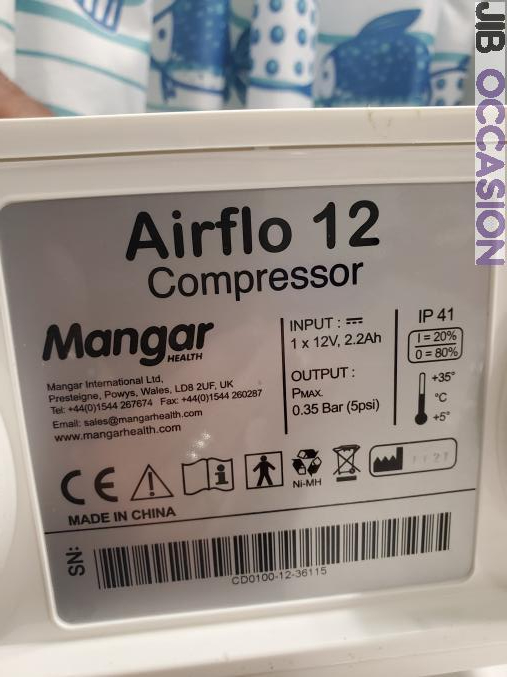 Airflo 12
Compressor
Mangar
HEALTH
Mangar International Ltd,
Presteigne, Powys, Wales, LD8 2UF, UK
Tel: +44(0)1544 267674 Fax: +44(0)1544 260287
Email: sales@mangarhealth.com
www.mangarhealth.com
INPUT :
1 x 12V, 2.2Ah
OUTPUT :
PMAX.
0.35 Bar (5psi)
IP 41
I = 20%
0 = 80%
+35°
°C
+5°
CE
i
Ni-MH
MADE IN CHINA
SN:
CD0100-12-36115
JIB OCCASION